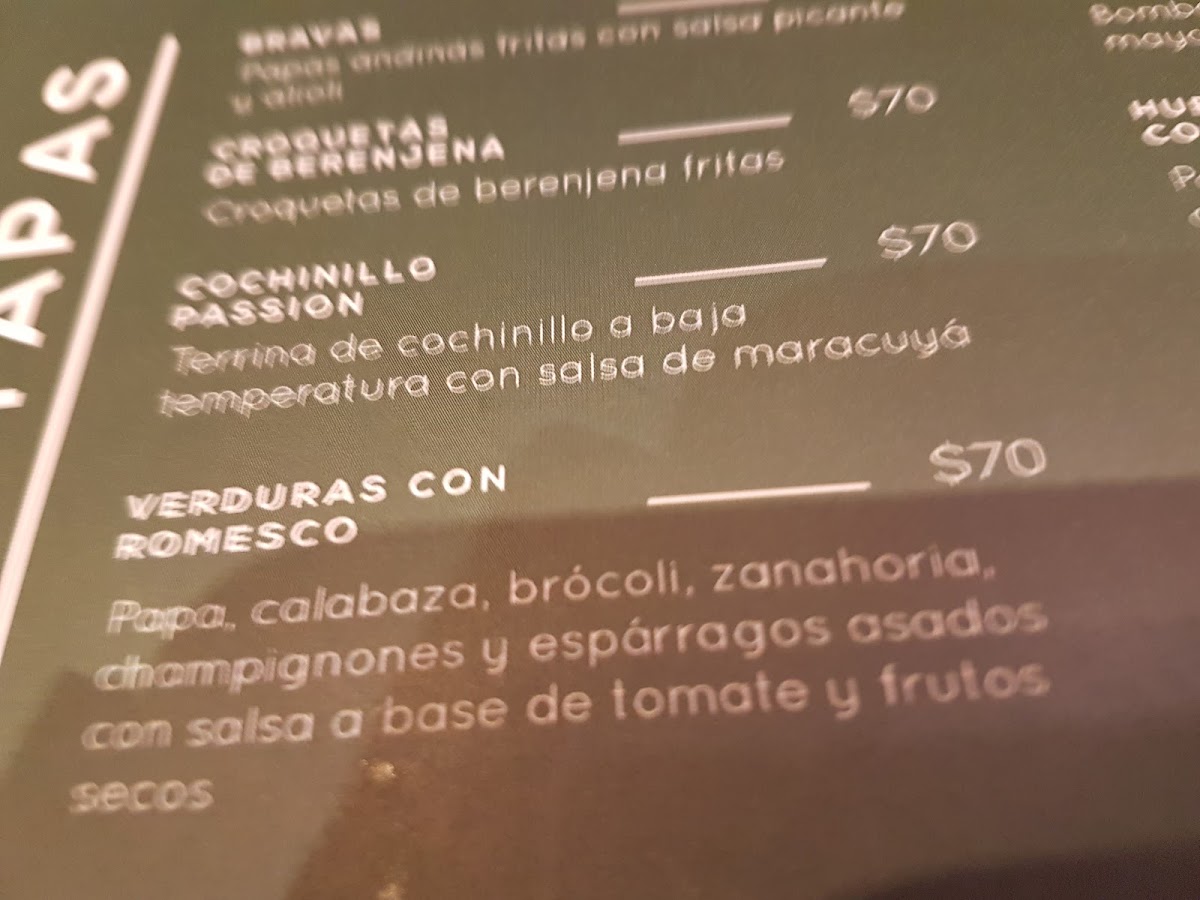 TAPAS
BRAVAS
Papas andinas fritas con salsa picante
y alioli
CROQUETAS
DE BERENJENA
$70
Croquetas de berenjena fritas
COCHINILLO
PASSION
$70
Terrina de cochinillo a baja
temperatura con salsa de maracuyá
VERDURAS CON
ROMESCO
$70
Papa, calabaza, brócoli, zanahoria,
champignones y espárragos asados
con salsa a base de tomate y frutos
secos